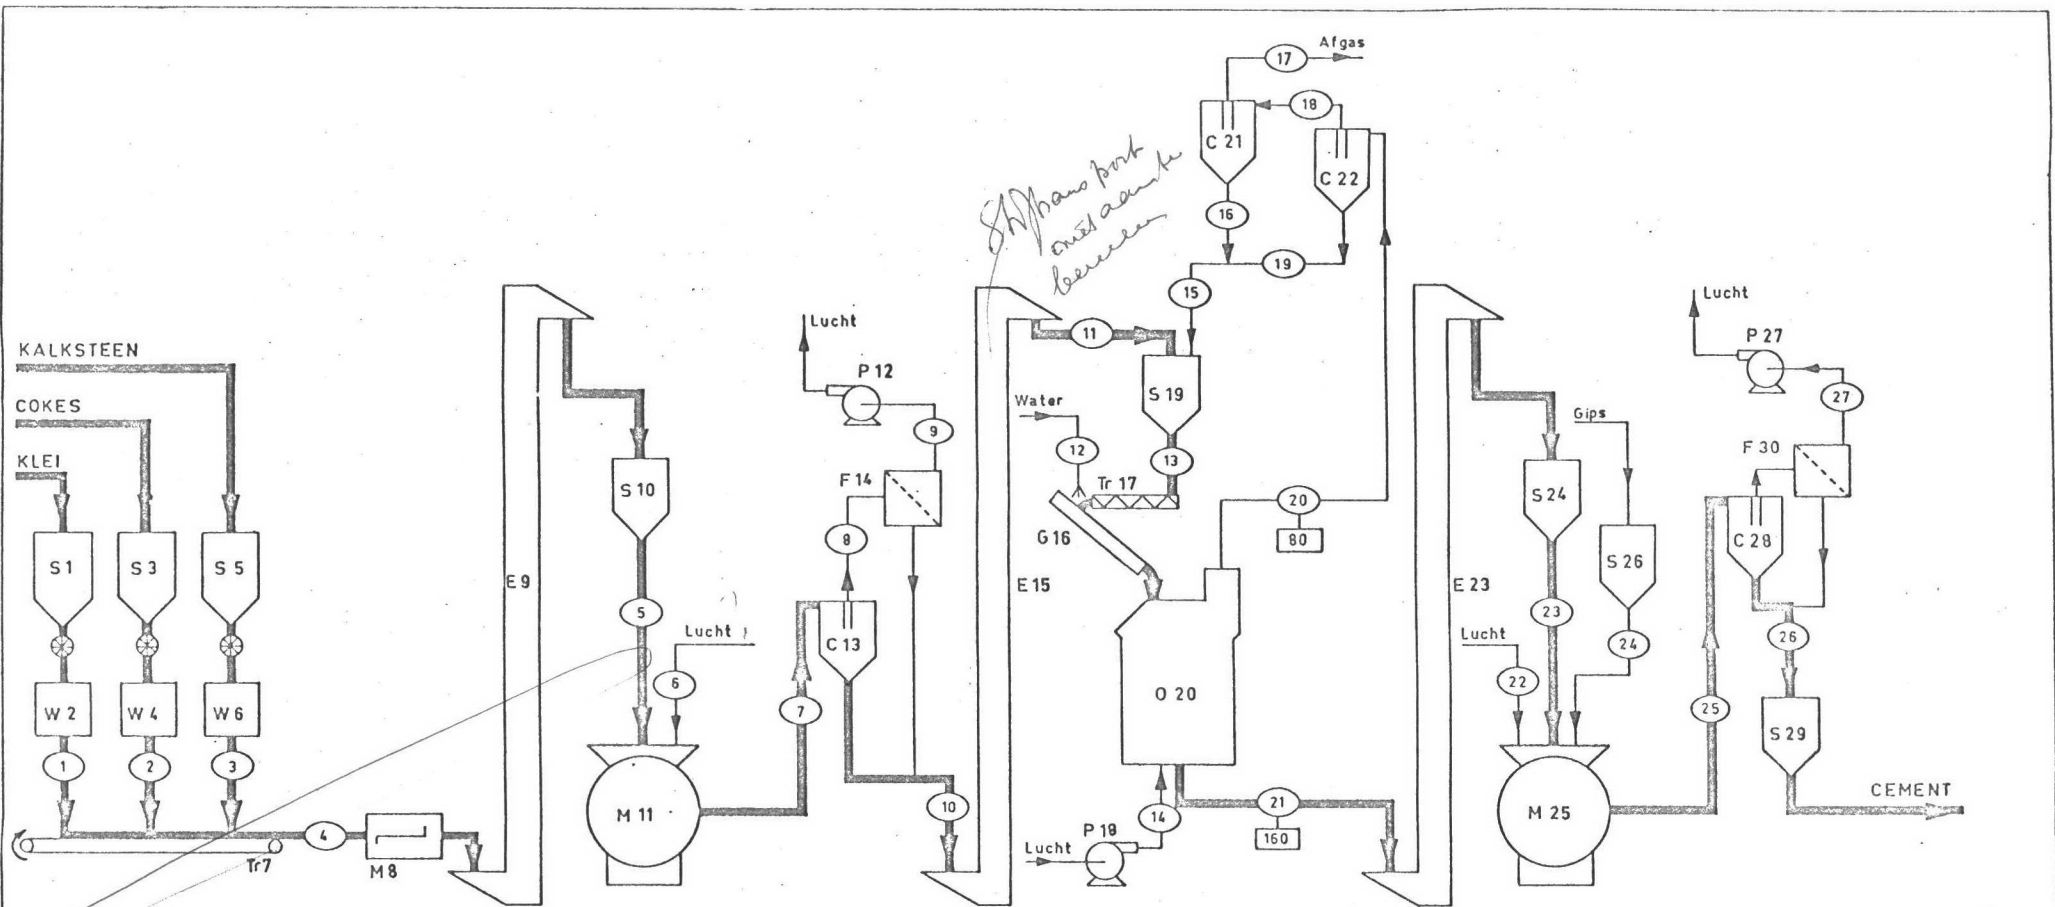 Afgas
17
18
C 21
C 22
16
19
15
Lucht
11
Lucht
P 27
KALKSTEEN
P 12
S 19
27
COKES
Water
Gips
9
12
13
F 30
KLEI
S 10
F 14
Tr 17
S 24
20
80
8
G 16
C 28
S 1
S 3
S 5
E 9
E 15
E 23
S 26
5
23
Lucht
C 13
Lucht
26
24
6
22
O 20
W 2
W 4
W 6
7
25
S 29
1
2
3
CEMENT
10
21
14
M 11
M 25
4
P 18
160
Lucht
Tr7
M 8